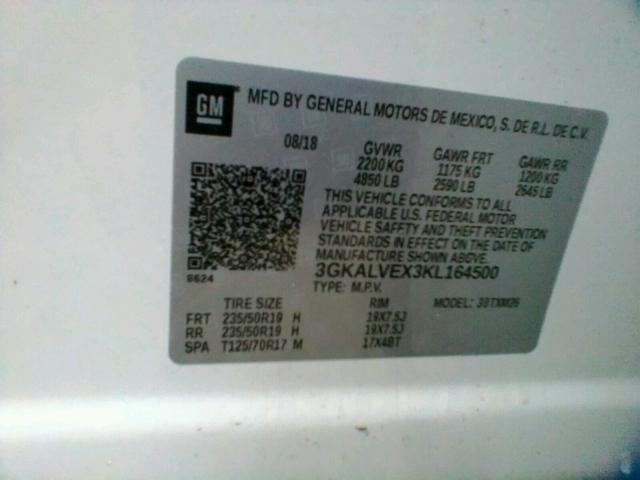 GM
MFD BY GENERAL MOTORS DE MEXICO, S. DE R.L. DE C.V.
08/18 GVWR GAWR FRT GAWR RR
2200 KG 1175 KG 1200 KG
4850 LB 2590 LB 2645 LB
THIS VEHICLE CONFORMS TO ALL
APPLICABLE U.S. FEDERAL MOTOR
VEHICLE SAFTY AND THEFT PREVENTION
STANDARDS IN EFFECT ON THE DATE OF
MANUFACTURE SHOWN ABOVE.
8624 3GKALVEX3KL164500
TYPE: M.P.V.
TIRE SIZE RIM MODEL:
FRT 235/50R19 H 19X7.5J
RR 235/50R19 H 19X7.5J
SPA T125/70R17 M 17X4BT